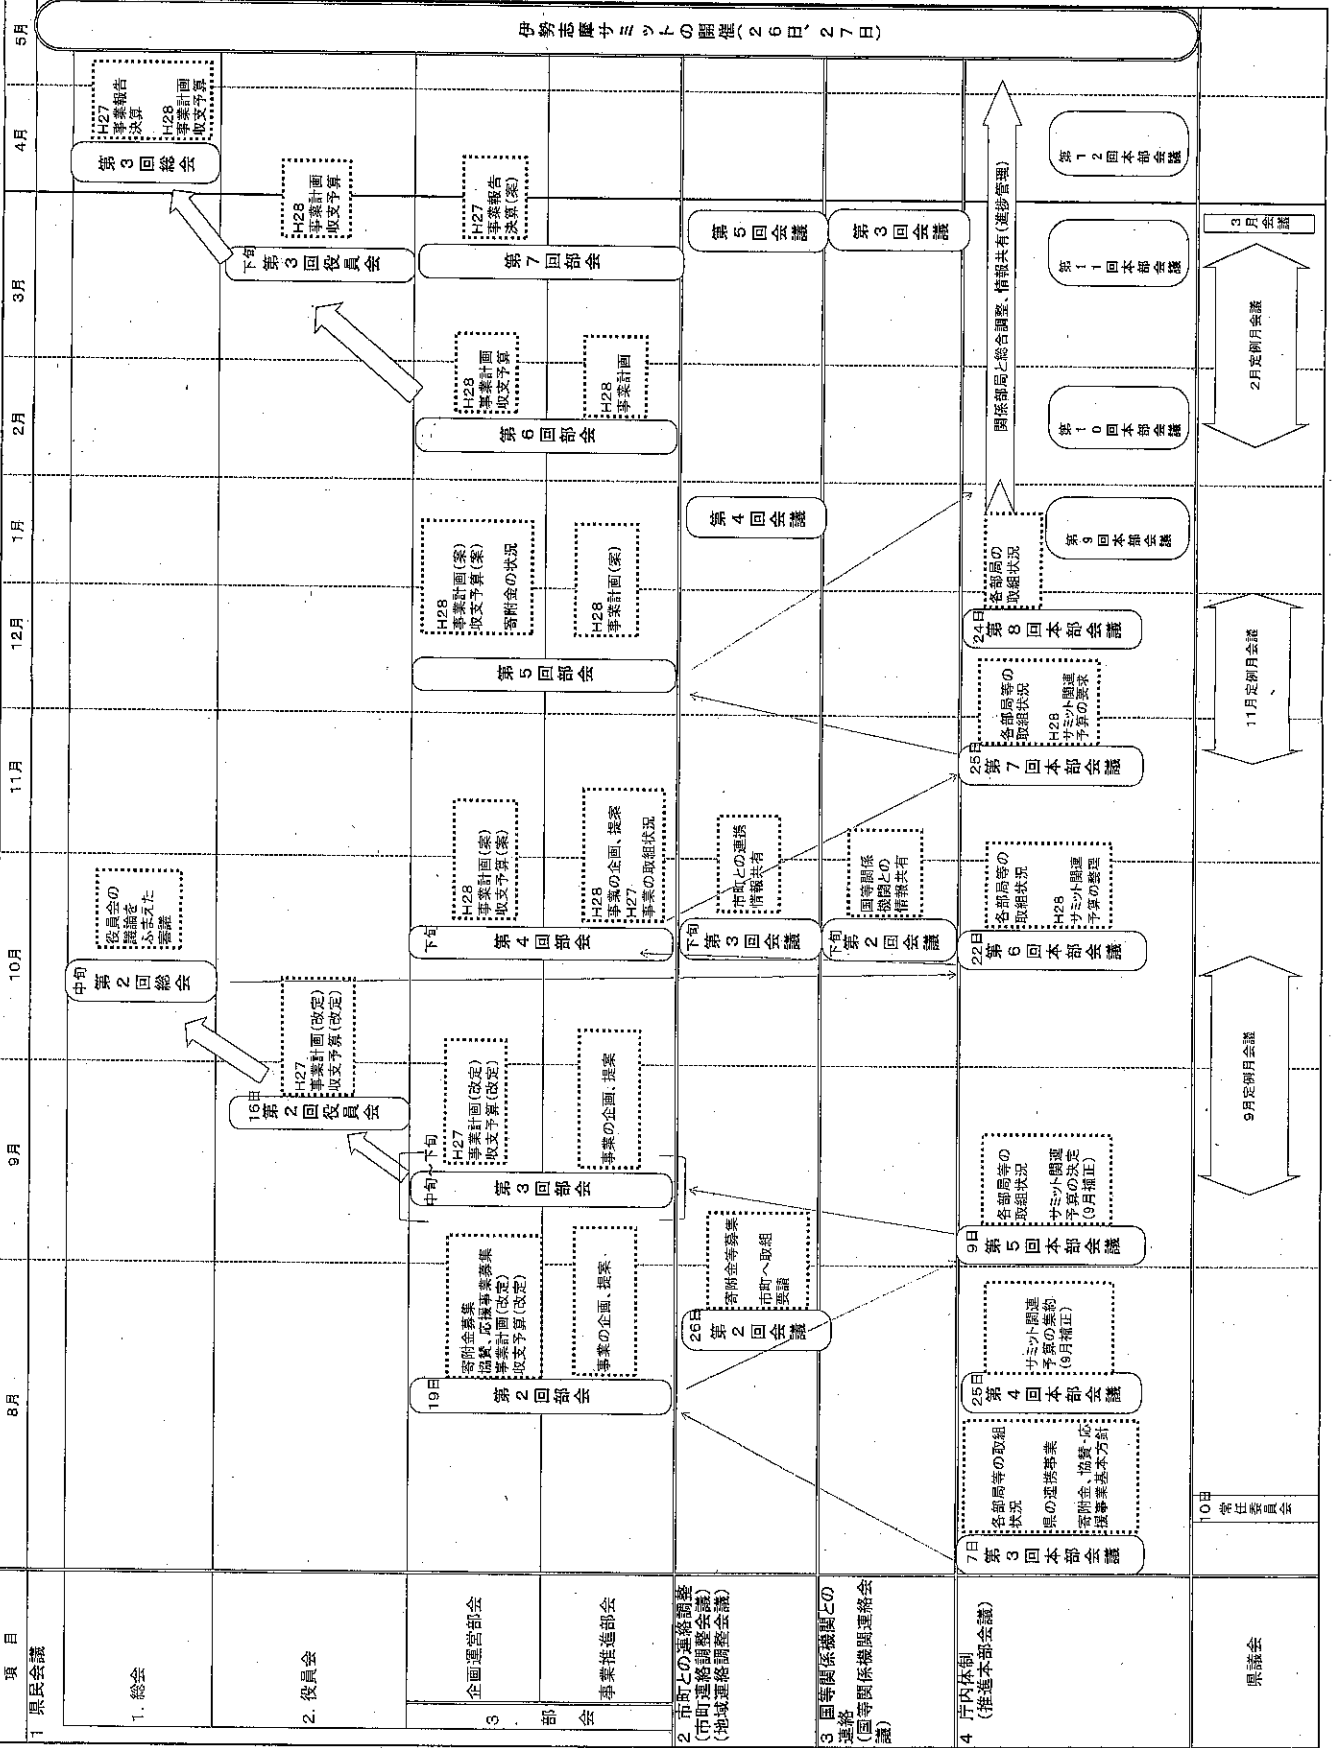 項　目
8月
9月
10月
11月
12月
1月
2月
3月
4月
5月
1 県民会議
1. 総会
中旬
第2回総会
役員会の
議論を
ふまえた
審議
第3回総会
H27
事業報告
決算
H28
事業計画
収支予算
2. 役員会
16日
第2回役員会
H27
事業計画(改定)
収支予算(改定)
下旬
第3回役員会
H28
事業計画
収支予算
3　部　会
企画運営部会
事業推進部会
19日
第2回部会
寄附金募集
協賛、応援事業募集
事業計画(改定)
収支予算(改定)
事業の企画、提案
中旬～下旬
第3回部会
H27
事業計画(改定)
収支予算(改定)
事業の企画、提案
下旬
第4回部会
H28
事業計画(案)
収支予算(案)
H28
事業の企画、提案
H27
事業の取組状況
第5回部会
H28
事業計画(案)
収支予算(案)
寄附金の状況
H28
事業計画(案)
第6回部会
H28
事業計画
収支予算
H28
事業計画
第7回部会
H27
事業報告
決算(案)
2 市町との連絡調整
(市町連絡調整会議)
(地域連絡調整会議)
26日
第2回会議
寄附金等募集
市町へ取組
要請
下旬
第3回会議
市町との連携
情報共有
第4回会議
第5回会議
3 国等関係機関との
連絡
(国等関係機関連絡会
議)
下旬
第2回会議
国等関係
機関との
情報共有
第3回会議
4 庁内体制
(推進本部会議)
7日
第3回本部会議
各部局等の取組
状況
県の連携事業
寄附金、協賛・応
援事業基本方針
25日
第4回本部会議
サミット関連
予算の集約
(9月補正)
9日
第5回本部会議
各部局等の
取組状況
サミット関連
予算の決定
(9月補正)
22日
第6回本部会議
各部局等の
取組状況
H28
サミット関連
予算の整理
25日
第7回本部会議
各部局等の
取組状況
H28
サミット関連
予算の要求
24日
第8回本部会議
各部局の
取組状況
関係部局と総合調整、情報共有(進捗管理)
第9回本部会議
第10回本部会議
第11回本部会議
第12回本部会議
県議会
10日
常任委員会
9月定例月会議
11月定例月会議
2月定例月会議
3月会議
伊勢志摩サミットの開催(26日、27日)